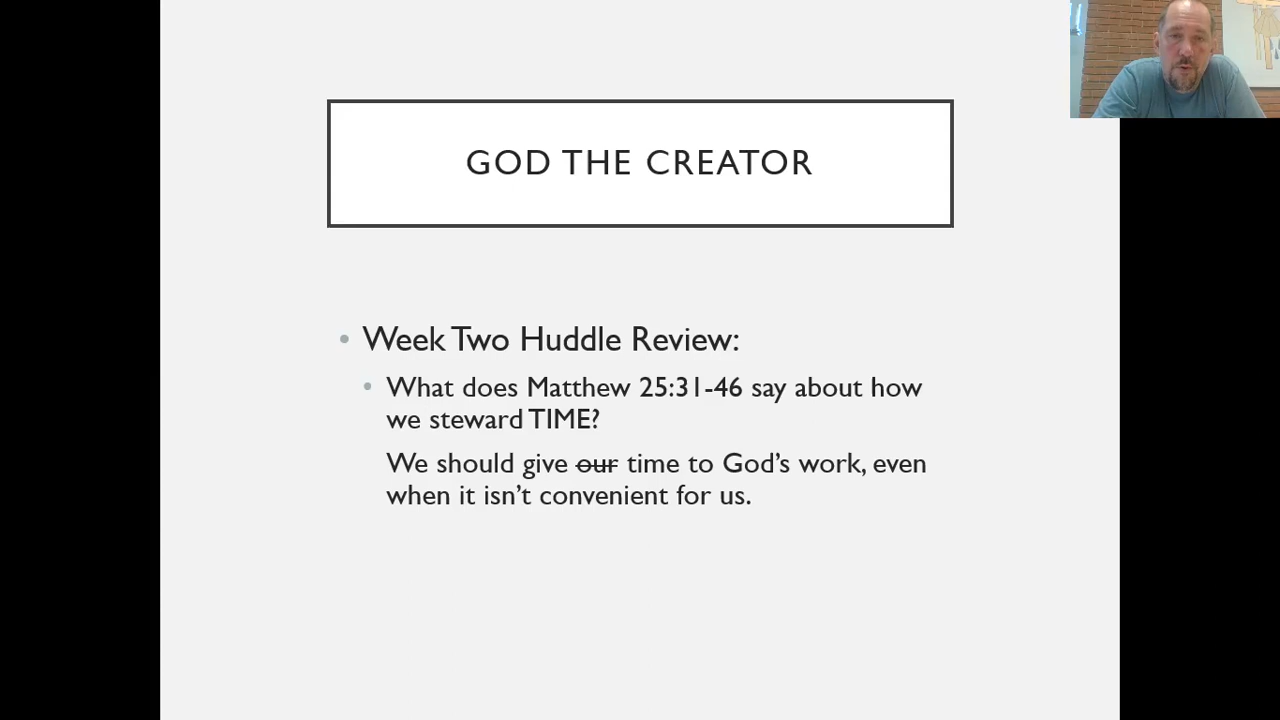 GOD THE CREATOR
• Week Two Huddle Review:
• What does Matthew 25:31-46 say about how
we steward TIME?
We should give our time to God’s work, even
when it isn’t convenient for us.